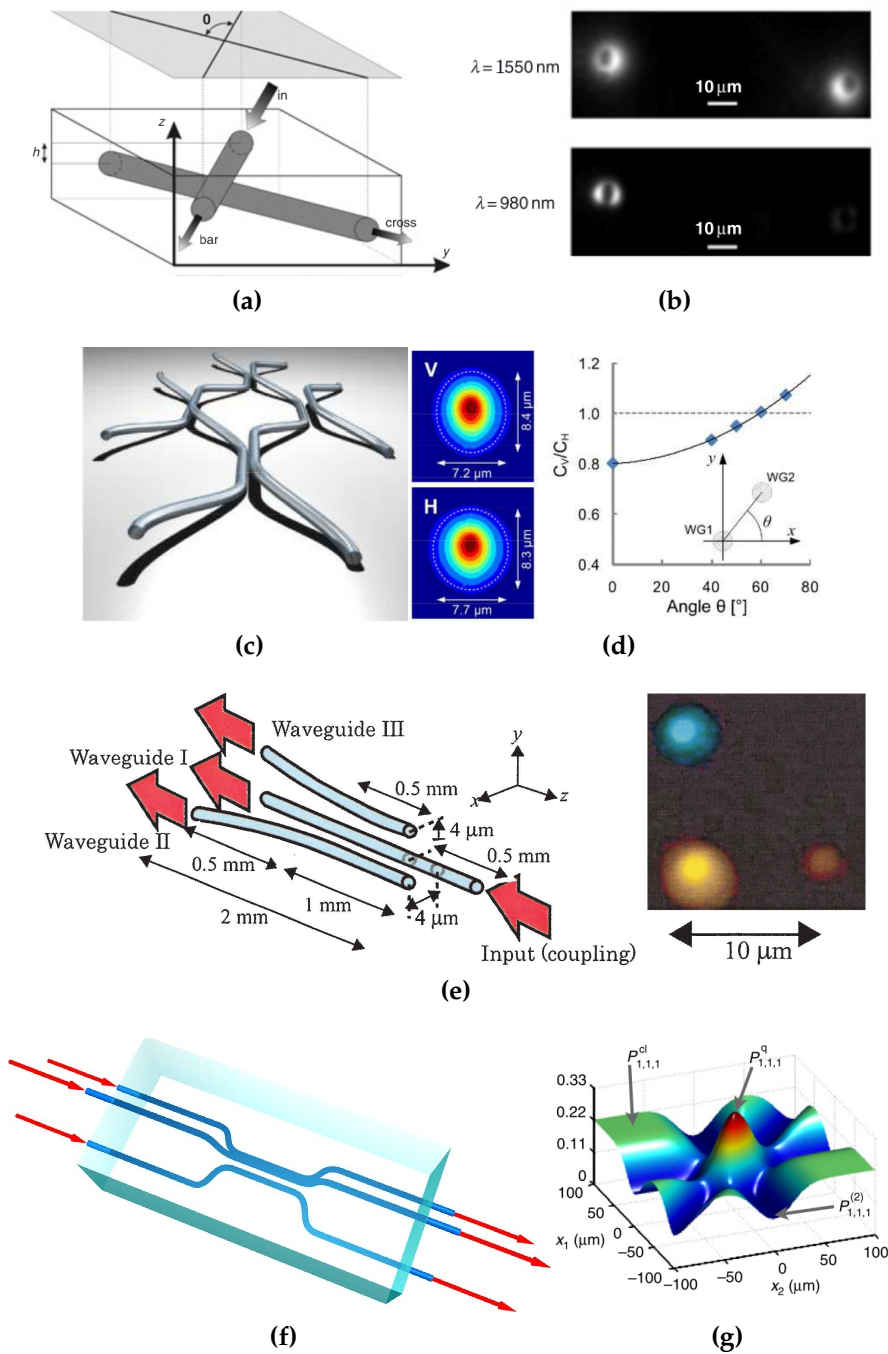 0
in
z
h
bar
cross
y
(a)
λ = 1550 nm
10 μm
λ = 980 nm
10 μm
(b)
V
8.4 μm
7.2 μm
H
8.3 μm
7.7 μm
(c)
1.2
1.0
0.8
0.6
0.4
C_V/C_H
y
WG2
WG1
θ
x
0
20
40
60
80
Angle θ [°]
(d)
Waveguide III
Waveguide I
Waveguide II
0.5 mm
y
x
z
4 μm
0.5 mm
0.5 mm
1 mm
2 mm
4 μm
Input (coupling)
10 μm
(e)
(f)
P^cl_1,1,1
P^q_1,1,1
P^(2)_1,1,1
0.33
0.22
0.11
0
100
50
0
−50
−100
x₁ (μm)
−100
−50
0
50
100
x₂ (μm)
(g)